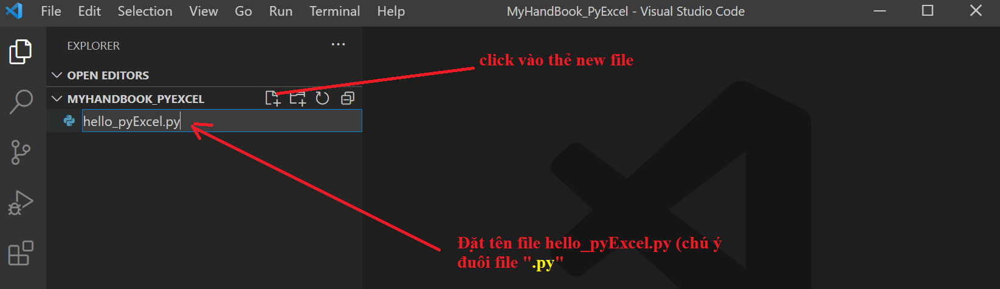 File Edit Selection View Go Run Terminal Help MyHandBook_PyExcel - Visual Studio Code
EXPLORER
click vào thẻ new file
OPEN EDITORS
MYHANDBOOK_PYEXCEL
hello_pyExcel.py
Đặt tên file hello_pyExcel.py (chú ý
đuôi file ".py"